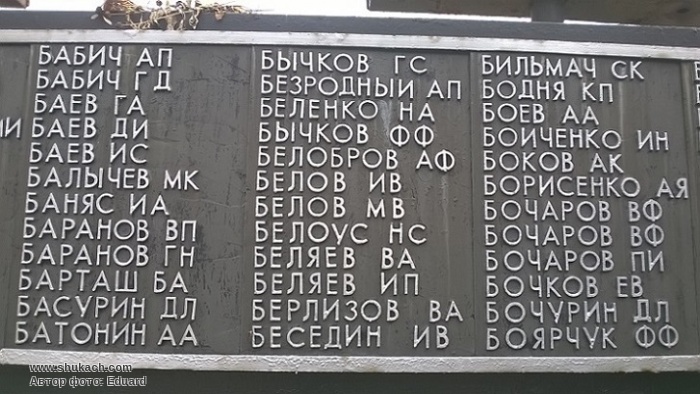 БАБИЧ АП
БАБИЧ ГД
БАЕВ ГА
БАЕВ ДИ
БАЕВ ИС
БАЛЫЧЕВ МК
БАНЯС ИА
БАРАНОВ ВП
БАРАНОВ ГН
БАРТАШ БА
БАСУРИН ДЛ
БАТОНИН АА
БЫЧКОВ ГС
БЕЗРОДНЫЙ АП
БЕЛЕНКО НА
БЫЧКОВ ФФ
БЕЛОБРОВ АФ
БЕЛОВ ИВ
БЕЛОВ МВ
БЕЛОУС НС
БЕЛЯЕВ ВА
БЕЛЯЕВ ИП
БЕРЛИЗОВ ВА
БЕСЕДИН ИВ
БИЛЬМАЧ СК
БОДНЯ КП
БОЕВ АА
БОИЧЕНКО ИН
БОКОВ АК
БОРИСЕНКО АЯ
БОЧАРОВ ВФ
БОЧАРОВ ВФ
БОЧАРОВ ПИ
БОЧКОВ ЕВ
БОЧУРИН ДЛ
БОЯРЧУК ФФ
www.shukach.com
Автор фото: Eduard